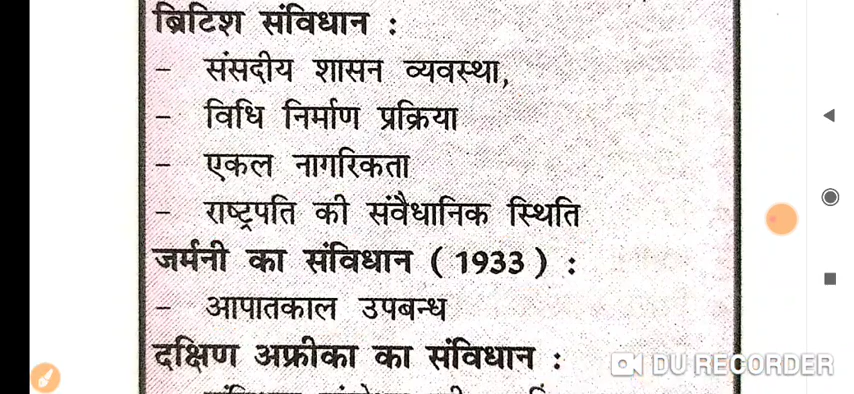 ब्रिटिश संविधान :
– संसदीय शासन व्यवस्था,
– विधि निर्माण प्रक्रिया
– एकल नागरिकता
– राष्ट्रपति की संवैधानिक स्थिति
जर्मनी का संविधान ( 1933 ) :
– आपातकाल उपबन्ध
दक्षिण अफ्रीका का संविधान :
DU RECORDER